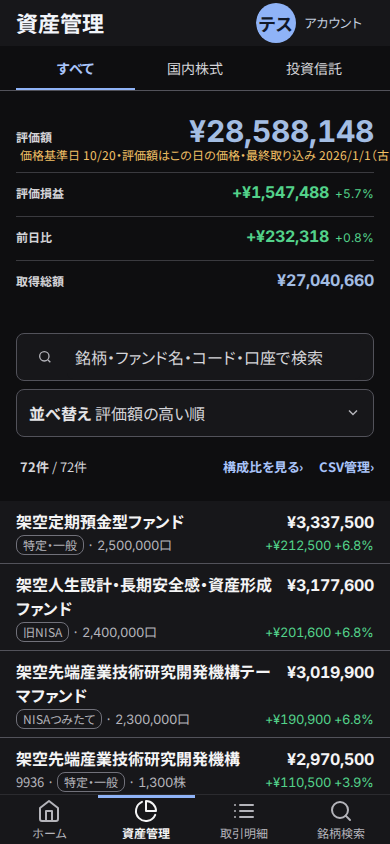 資産管理
テス アカウント
すべて 国内株式 投資信託
評価額 ¥28,588,148
価格基準日 10/20・評価額はこの日の価格・最終取り込み 2026/1/1（古
評価損益 +¥1,547,488 +5.7%
前日比 +¥232,318 +0.8%
取得総額 ¥27,040,660
銘柄・ファンド名・コード・口座で検索
並べ替え 評価額の高い順
72件 / 72件 構成比を見る› CSV管理›
架空定期預金型ファンド ¥3,337,500
特定・一般 · 2,500,000口 +¥212,500 +6.8%
架空人生設計・長期安全感・資産形成 ¥3,177,600
ファンド
旧NISA · 2,400,000口 +¥201,600 +6.8%
架空先端産業技術研究開発機構テー ¥3,019,900
マファンド
NISAつみたて · 2,300,000口 +¥190,900 +6.8%
架空先端産業技術研究開発機構 ¥2,970,500
9936 · 特定・一般 · 1,300株 +¥110,500 +3.9%
ホーム 資産管理 取引明細 銘柄検索